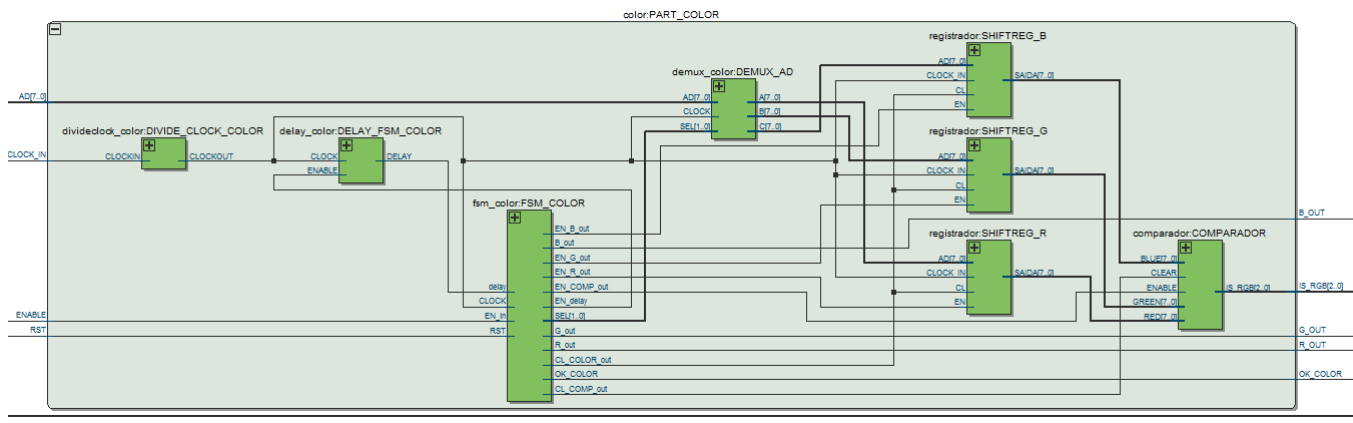 color:PART_COLOR
registrador:SHIFTREG_B
AD[7..0]
CLOCK_IN
CL
EN
SAIDA[7..0]
demux_color:DEMUX_AD
AD[7..0]
CLOCK
SEL[1..0]
A[7..0]
B[7..0]
C[7..0]
AD[7..0]
divideclock_color:DIVIDE_CLOCK_COLOR
CLOCK_IN
CLOCKIN
CLOCKOUT
delay_color:DELAY_FSM_COLOR
CLOCK
ENABLE
DELAY
registrador:SHIFTREG_G
AD[7..0]
CLOCK_IN
CL
EN
SAIDA[7..0]
fsm_color:FSM_COLOR
delay
CLOCK
EN_In
RST
EN_B_out
B_out
EN_G_out
EN_R_out
EN_COMP_out
EN_delay
SEL[1..0]
G_out
R_out
CL_COLOR_out
OK_COLOR
CL_COMP_out
ENABLE
RST
registrador:SHIFTREG_R
AD[7..0]
CLOCK_IN
CL
EN
SAIDA[7..0]
comparador:COMPARADOR
BLUE[7..0]
CLEAR
ENABLE
GREEN[7..0]
RED[7..0]
IS_RGB[2..0]
B_OUT
IS_RGB[2..0]
G_OUT
R_OUT
OK_COLOR